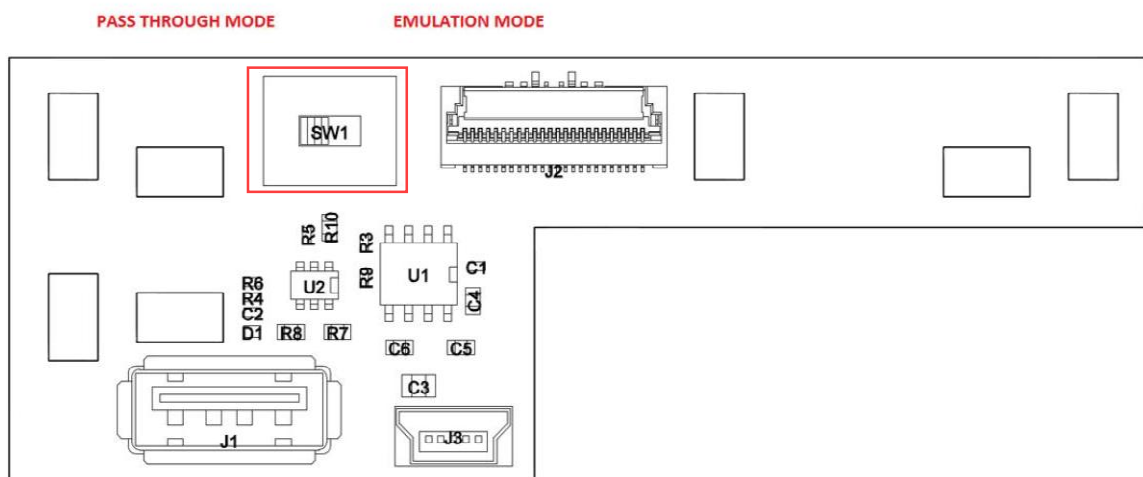 PASS THROUGH MODE EMULATION MODE
SW1
J2
R5 R10 R3
R9 U1 C1
U2
R6
R4
C2
C4
D1 R8 R7
C6 C5
C3
J1 J3